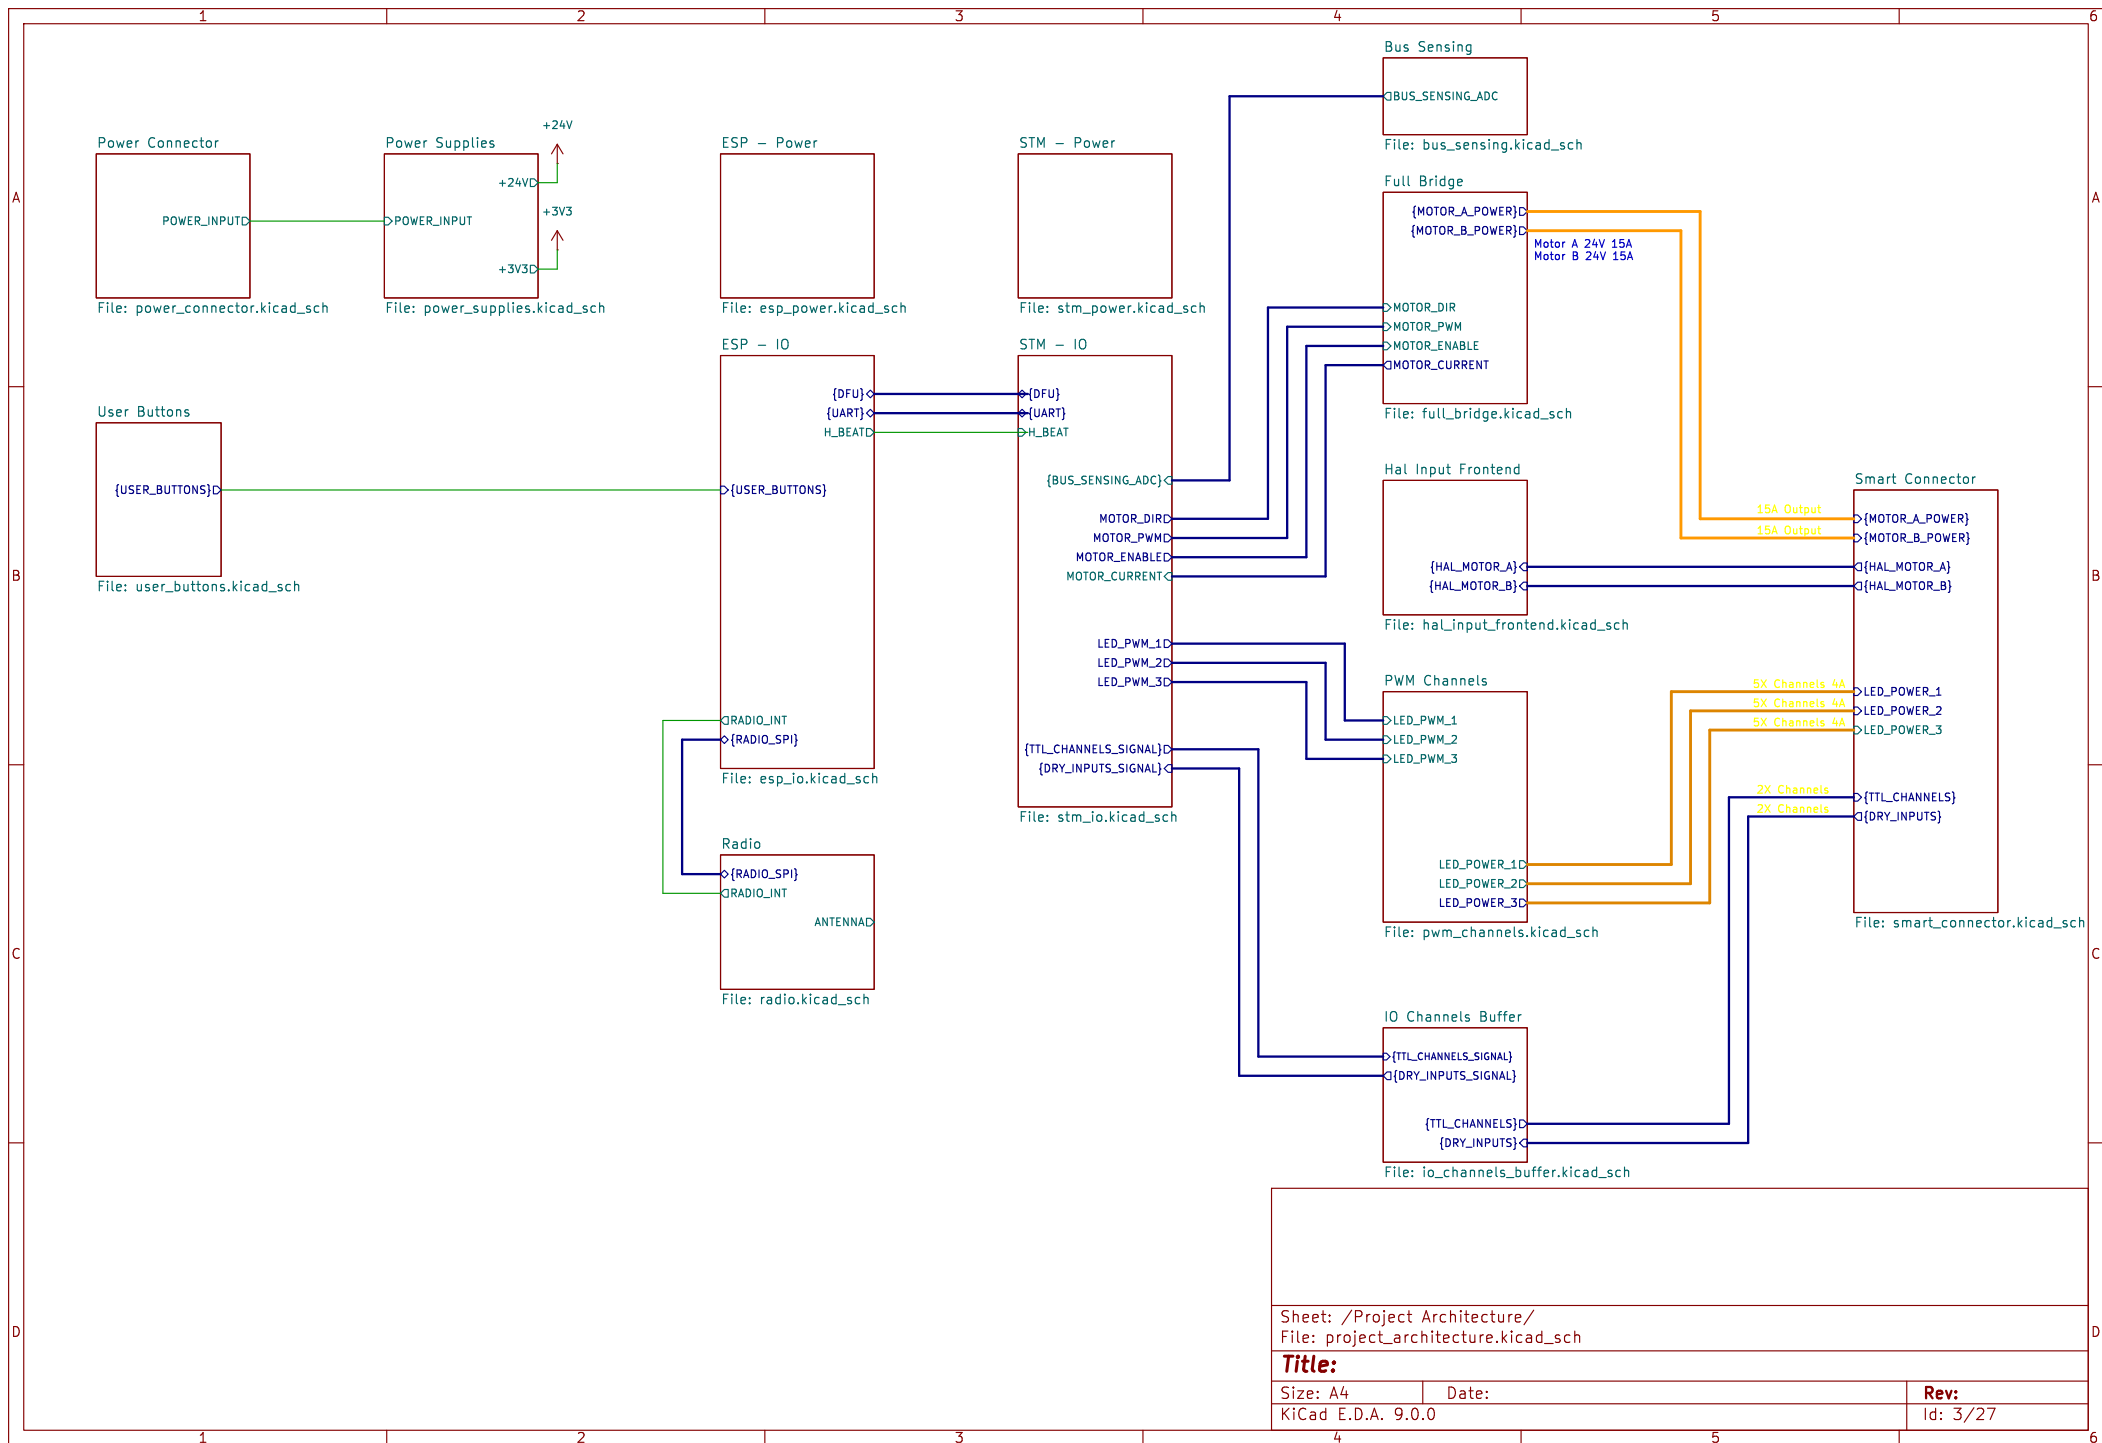 1 2 3 4 5 6
A
B
C
D
A
B
C
D
Power Connector
POWER_INPUT
File: power_connector.kicad_sch
Power Supplies
+24V
+24V
POWER_INPUT
+3V3
+3V3
File: power_supplies.kicad_sch
ESP - Power
File: esp_power.kicad_sch
STM - Power
File: stm_power.kicad_sch
Bus Sensing
BUS_SENSING_ADC
File: bus_sensing.kicad_sch
Full Bridge
{MOTOR_A_POWER}
{MOTOR_B_POWER}
Motor A 24V 15A
Motor B 24V 15A
MOTOR_DIR
MOTOR_PWM
MOTOR_ENABLE
MOTOR_CURRENT
File: full_bridge.kicad_sch
User Buttons
{USER_BUTTONS}
File: user_buttons.kicad_sch
ESP - IO
{DFU}
{UART}
H_BEAT
{USER_BUTTONS}
RADIO_INT
{RADIO_SPI}
File: esp_io.kicad_sch
Radio
{RADIO_SPI}
RADIO_INT
ANTENNA
File: radio.kicad_sch
STM - IO
{DFU}
{UART}
H_BEAT
{BUS_SENSING_ADC}
MOTOR_DIR
MOTOR_PWM
MOTOR_ENABLE
MOTOR_CURRENT
LED_PWM_1
LED_PWM_2
LED_PWM_3
{TTL_CHANNELS_SIGNAL}
{DRY_INPUTS_SIGNAL}
File: stm_io.kicad_sch
Hal Input Frontend
{HAL_MOTOR_A}
{HAL_MOTOR_B}
File: hal_input_frontend.kicad_sch
PWM Channels
LED_PWM_1
LED_PWM_2
LED_PWM_3
LED_POWER_1
LED_POWER_2
LED_POWER_3
File: pwm_channels.kicad_sch
IO Channels Buffer
{TTL_CHANNELS_SIGNAL}
{DRY_INPUTS_SIGNAL}
{TTL_CHANNELS}
{DRY_INPUTS}
File: io_channels_buffer.kicad_sch
Smart Connector
15A Output
{MOTOR_A_POWER}
15A Output
{MOTOR_B_POWER}
{HAL_MOTOR_A}
{HAL_MOTOR_B}
5X Channels 4A
LED_POWER_1
5X Channels 4A
LED_POWER_2
5X Channels 4A
LED_POWER_3
2X Channels
{TTL_CHANNELS}
2X Channels
{DRY_INPUTS}
File: smart_connector.kicad_sch
Sheet: /Project Architecture/
File: project_architecture.kicad_sch
Title:
Size: A4 Date: Rev:
KiCad E.D.A. 9.0.0 Id: 3/27
1 2 3 4 5 6